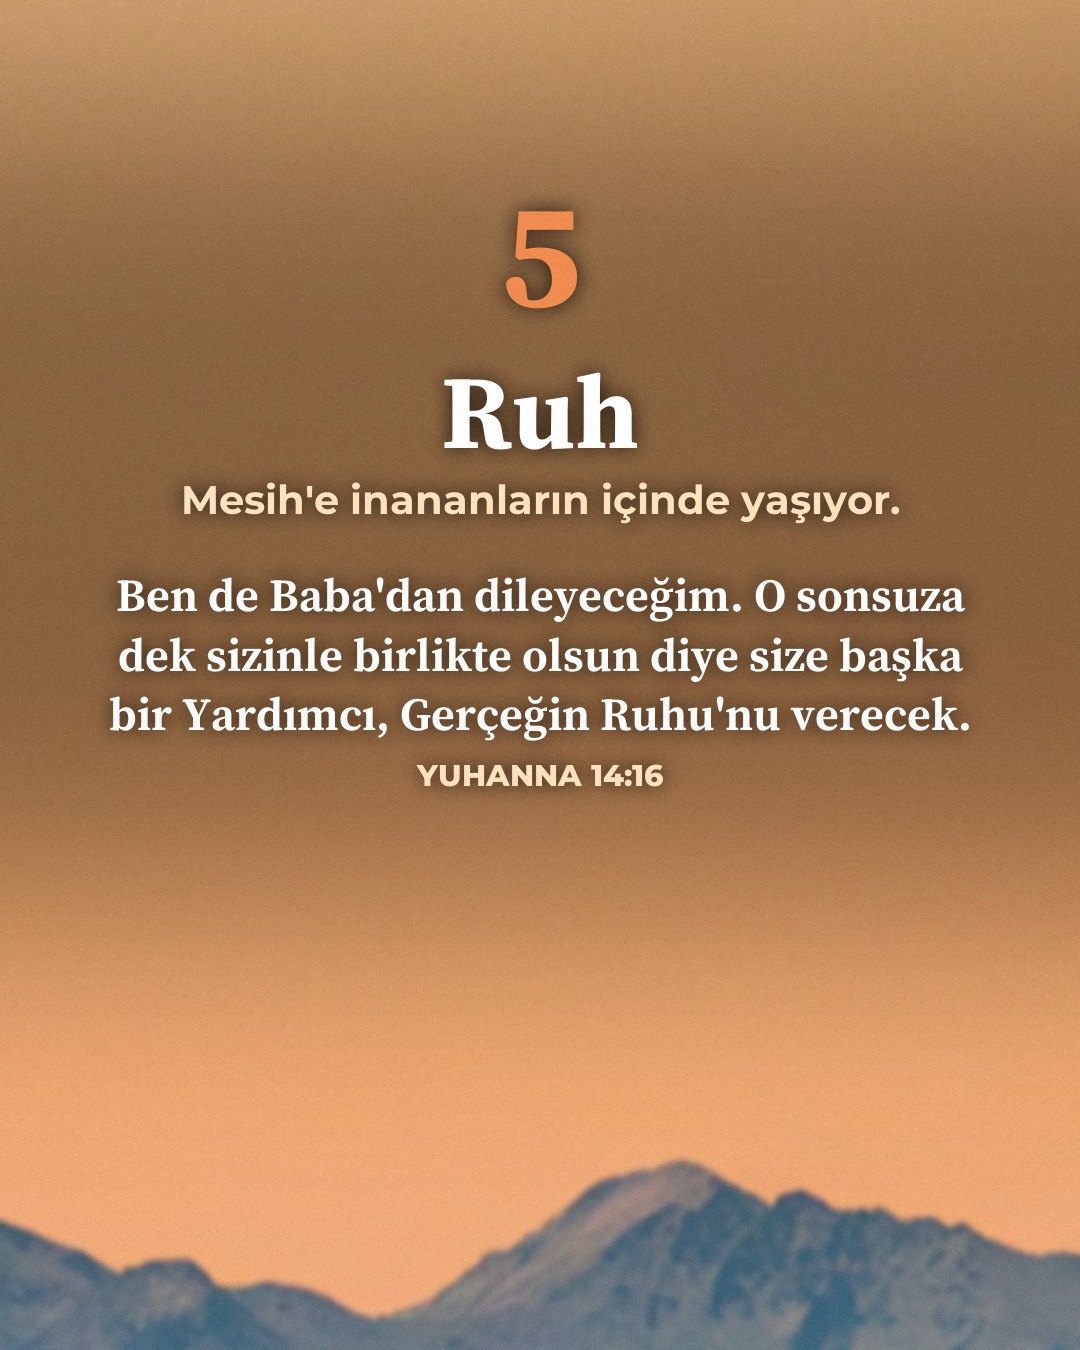 5
Ruh
Mesih'e inananların içinde yaşıyor.
Ben de Baba'dan dileyeceğim. O sonsuza
dek sizinle birlikte olsun diye size başka
bir Yardımcı, Gerçeğin Ruhu'nu verecek.
YUHANNA 14:16